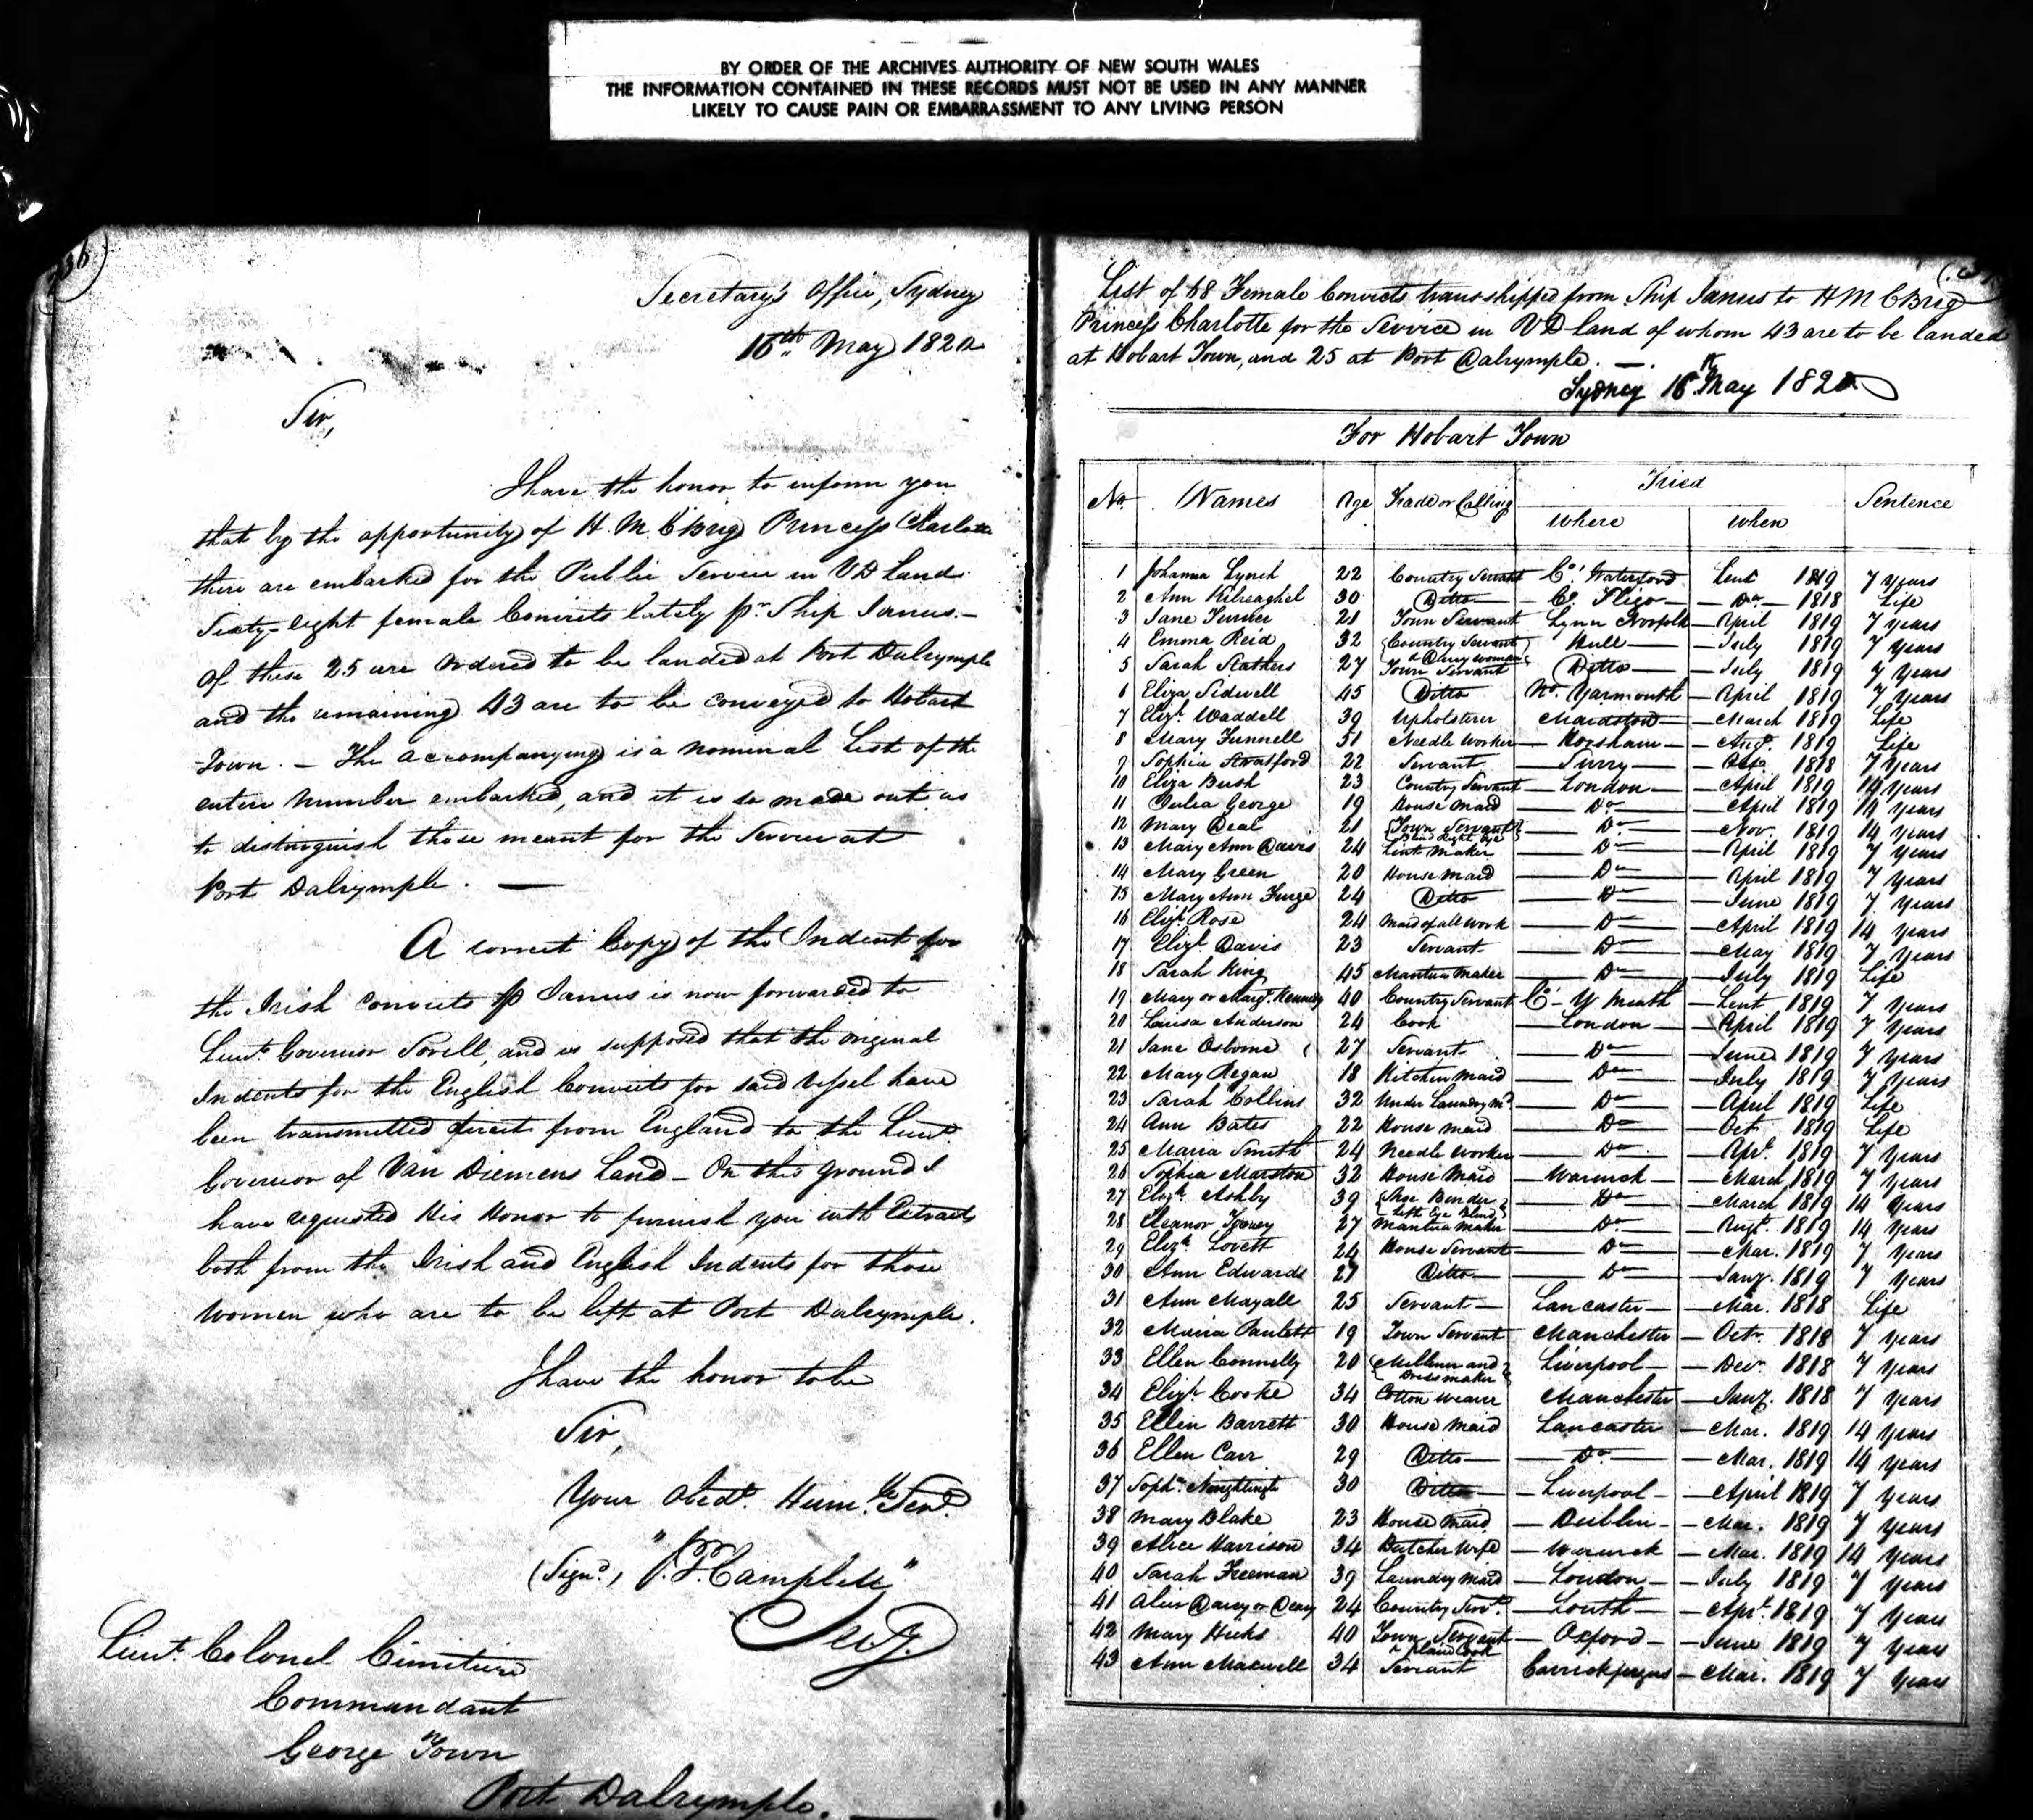 BY ORDER OF THE ARCHIVES AUTHORITY OF NEW SOUTH WALES
THE INFORMATION CONTAINED IN THESE RECORDS MUST NOT BE USED IN ANY MANNER
LIKELY TO CAUSE PAIN OR EMBARRASSMENT TO ANY LIVING PERSON
Secretary's Office, Sydney
16th May 1820
Sir,
I have the honor to inform you
that by the opportunity of H. M. C Brig Princess Charlotte
there are embarked for the Public Service in V D Land
Sixty-eight female Convicts lately pr. Ship Janus. -
Of these 25 are Ordered to be landed at Port Dalrymple
and the remaining 43 are to be conveyed to Hobart
Town. - The accompanying is a nominal List of the
entire number embarked, and it is so made out as
to distinguish those meant for the Service at
Port Dalrymple. —
A correct Copy of the Indent for
the Irish Convicts p Janus is now forwarded to
Lieut. Governor Sorell, and is supposed that the original
Indents for the English Convicts for said Vessel have
been transmitted direct from England to the Lieut.
Governor of Van Diemens Land - On this ground I
have requested His Honor to furnish you with Extracts
both from the Irish and English Indents for those
Women who are to be left at Port Dalrymple.
I have the honor to be
Sir,
Your Obedt. Hum.le Servt.
(Signd.) "J. T. Campbell"
Secy.
Lieut. Colonel Cimitiere
Commandant
George Town
Port Dalrymple. —
List of 68 Female Convicts transshipped from Ship Janus to H M C Brig
Princess Charlotte for the Service in V D Land of whom 43 are to be landed
at Hobart Town, and 25 at Port Dalrymple. —.
Sydney 16th May 1820
For Hobart Town
No. Names Age Trade or Calling Tried Sentence
where when
1 Johanna Lynch 22 Country Servant Co. Waterford Lent 1819 7 years
2 Ann Kilreaghel 30 Ditto Co. Sligo Do. 1818 Life
3 Jane Turner 21 Town Servant Lynn Norfolk April 1819 7 years
4 Emma Reid 32 Country Servant & Dairy woman Hull July 1819 7 years
5 Sarah Stathers 27 Town Servant Ditto July 1819 7 years
6 Eliza Sidwell 45 Ditto No. Yarmouth April 1819 7 years
7 Elizh. Waddell 39 Upholsterer Maidstone March 1819 Life
8 Mary Funnell 51 Needle Worker Horsham Augt. 1819 Life
9 Sophia Stratford 22 Servant Surry 1818 7 years
10 Eliza Bush 23 Country Servant London April 1819 14 years
11 Julia George 19 House Maid Do April 1819 14 years
12 Mary Deal 21 Town Servant Blind Right Eye Do Nov. 1819 14 years
13 Mary Ann Davis 24 Lint Maker Do April 1819 7 years
14 Mary Green 20 House Maid Do April 1819 7 years
15 Mary Ann Furge 24 Ditto Do June 1819 7 years
16 Elizh. Rose 24 Maid of all Work Do April 1819 14 years
17 Elizh. Davis 23 Servant Do May 1819 7 years
18 Sarah King 45 Mantua Maker Do July 1819 Life
19 Mary or Margt. Kennedy 40 Country Servant Co. W Meath Lent 1819 7 years
20 Louisa Anderson 24 Cook London April 1819 7 years
21 Jane Osborne 27 Servant Do June 1819 7 years
22 Mary Regan 18 Kitchen Maid Do July 1819 7 years
23 Sarah Collins 32 Under Laundry Md. Do April 1819 Life
24 Ann Bates 22 House Maid Do Oct 1819 Life
25 Maria Smith 24 Needle Worker Do Apl. 1819 7 years
26 Sophia Marston 32 House Maid Warwick March 1819 7 years
27 Elizh. Ashby 39 Binder Left Eye Blind Do March 1819 14 years
28 Eleanor Tooney 27 Mantua Maker Do Augt. 1819 14 years
29 Elizh. Lovett 24 House Servant Do Mar. 1819 7 years
30 Ann Edwards 27 Ditto Do Jany. 1819 7 years
31 Ann Mayall 25 Servant Lancaster Mar. 1818 Life
32 Maria Paulett 19 Town Servant Manchester Octr. 1818 7 years
33 Ellen Connelly 20 Milliner and Dressmaker Liverpool Decr 1818 7 years
34 Elizh. Cooke 34 Cotton Weaver Manchester Jany. 1818 7 years
35 Ellen Barrett 30 House Maid Lancaster Mar. 1819 14 years
36 Ellen Carr 29 Ditto Do Mar. 1819 14 years
37 Sopha. Nightingle 30 Ditto Liverpool April 1819 7 years
38 Mary Blake 23 House Maid Dublin Mar. 1819 7 years
39 Alice Harrison 34 Butcher Wife Warwick Mar. 1819 14 years
40 Sarah Freeman 39 Laundry Maid London July 1819 7 years
41 Alice Darcy or Deary 24 Country Servt. Louth Apl. 1819 7 years
42 Mary Hicks 40 Town Servant & Plain Cook Oxford June 1819 7 years
43 Ann Maxwell 34 Servant Carrickfergus Mar. 1819 7 years